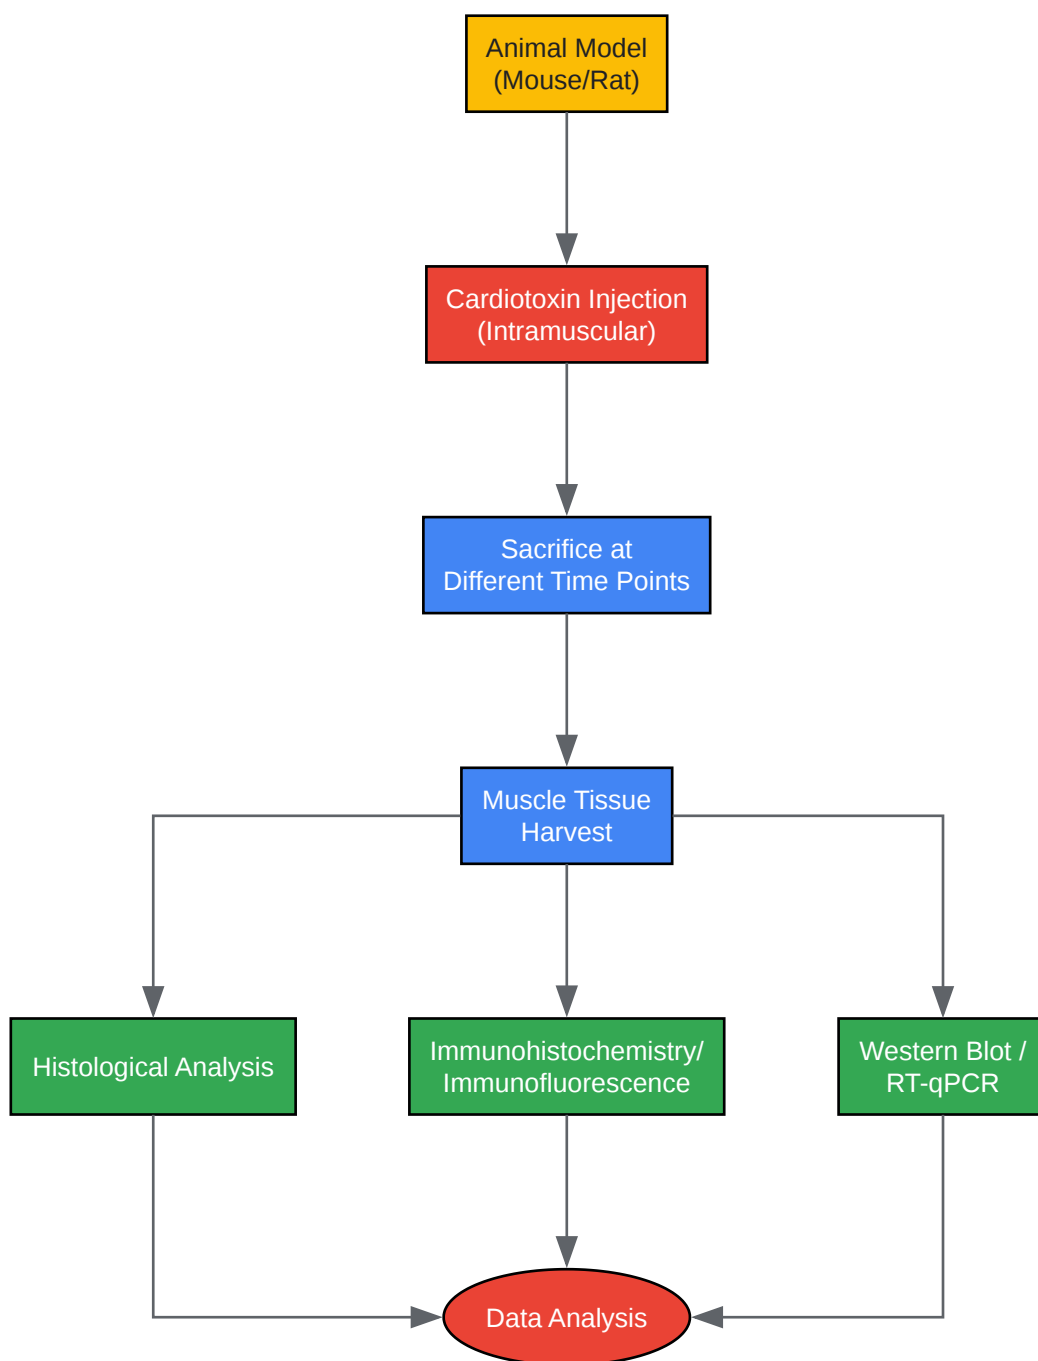 Animal Model
(Mouse/Rat)
Cardiotoxin Injection
(Intramuscular)
Sacrifice at
Different Time Points
Muscle Tissue
Harvest
Histological Analysis
Immunohistochemistry/
Immunofluorescence
Western Blot /
RT-qPCR
Data Analysis